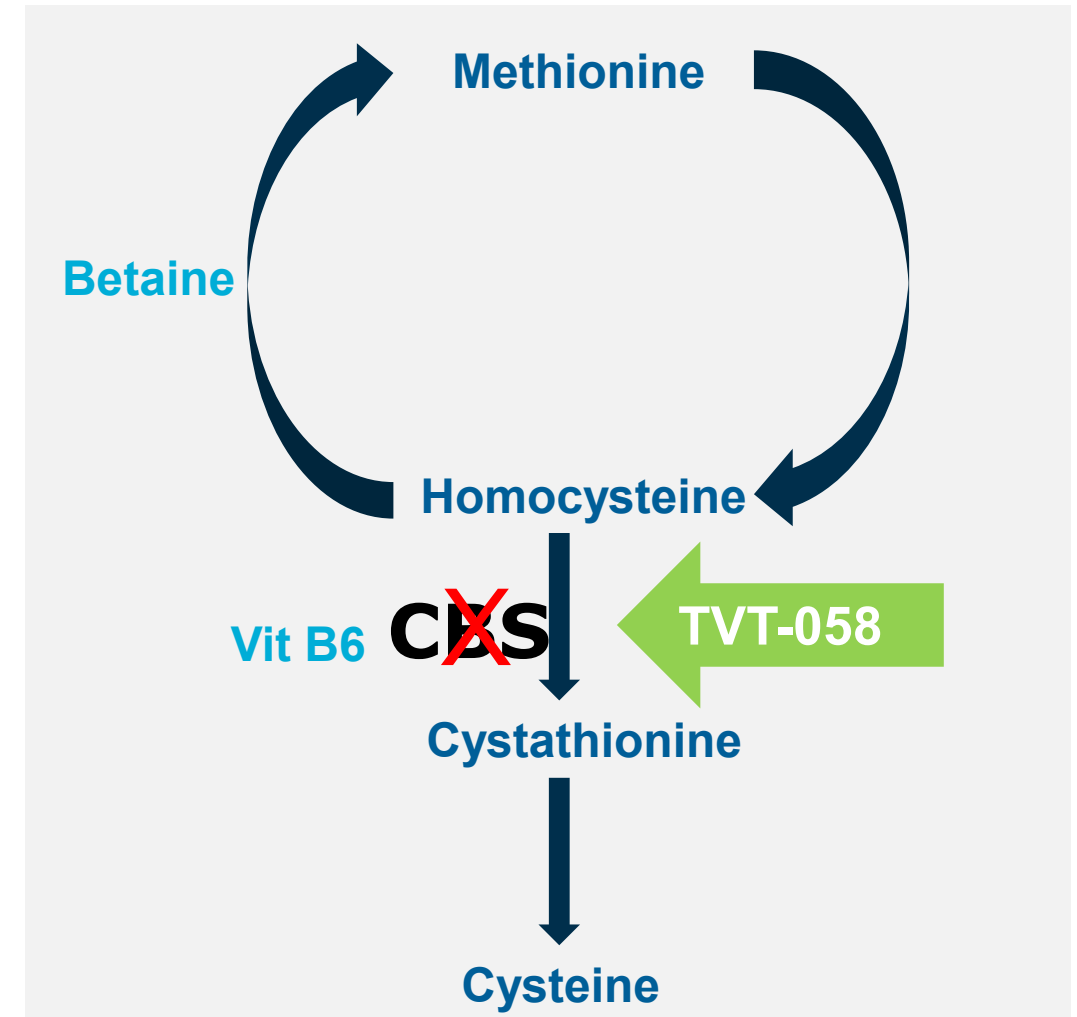 Methionine
Betaine
Homocysteine
Vit B6 CBS
TVT-058
Cystathionine
Cysteine